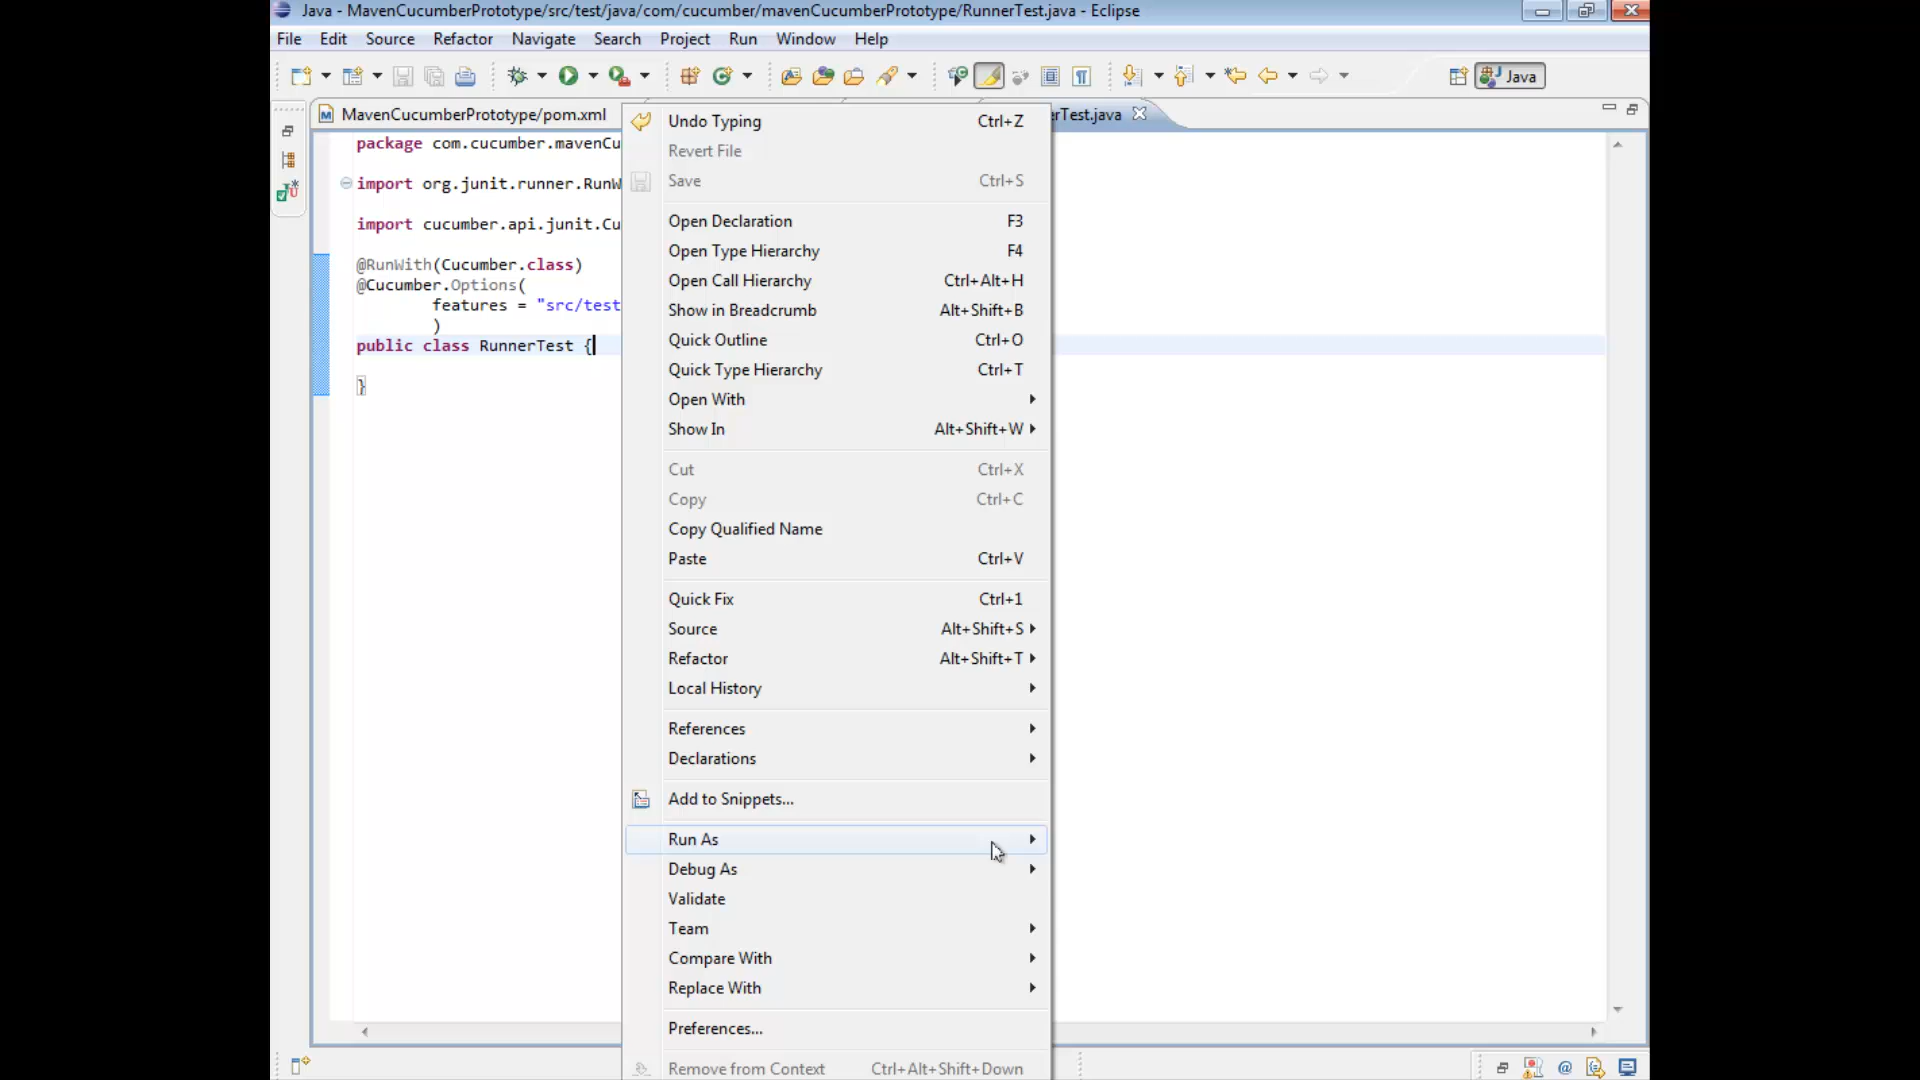 Java - MavenCucumberPrototype/src/test/java/com/cucumber/mavenCucumberPrototype/RunnerTest.java - Eclipse
File Edit Source Refactor Navigate Search Project Run Window Help
Java
MavenCucumberPrototype/pom.xml
rTest.java
package com.cucumber.mavenCu
import org.junit.runner.RunW
import cucumber.api.junit.Cu
@RunWith(Cucumber.class)
@Cucumber.Options(
features = "src/test
)
public class RunnerTest {
}
Undo Typing Ctrl+Z
Revert File
Save Ctrl+S
Open Declaration F3
Open Type Hierarchy F4
Open Call Hierarchy Ctrl+Alt+H
Show in Breadcrumb Alt+Shift+B
Quick Outline Ctrl+O
Quick Type Hierarchy Ctrl+T
Open With
Show In Alt+Shift+W
Cut Ctrl+X
Copy Ctrl+C
Copy Qualified Name
Paste Ctrl+V
Quick Fix Ctrl+1
Source Alt+Shift+S
Refactor Alt+Shift+T
Local History
References
Declarations
Add to Snippets...
Run As
Debug As
Validate
Team
Compare With
Replace With
Preferences...
Remove from Context Ctrl+Alt+Shift+Down